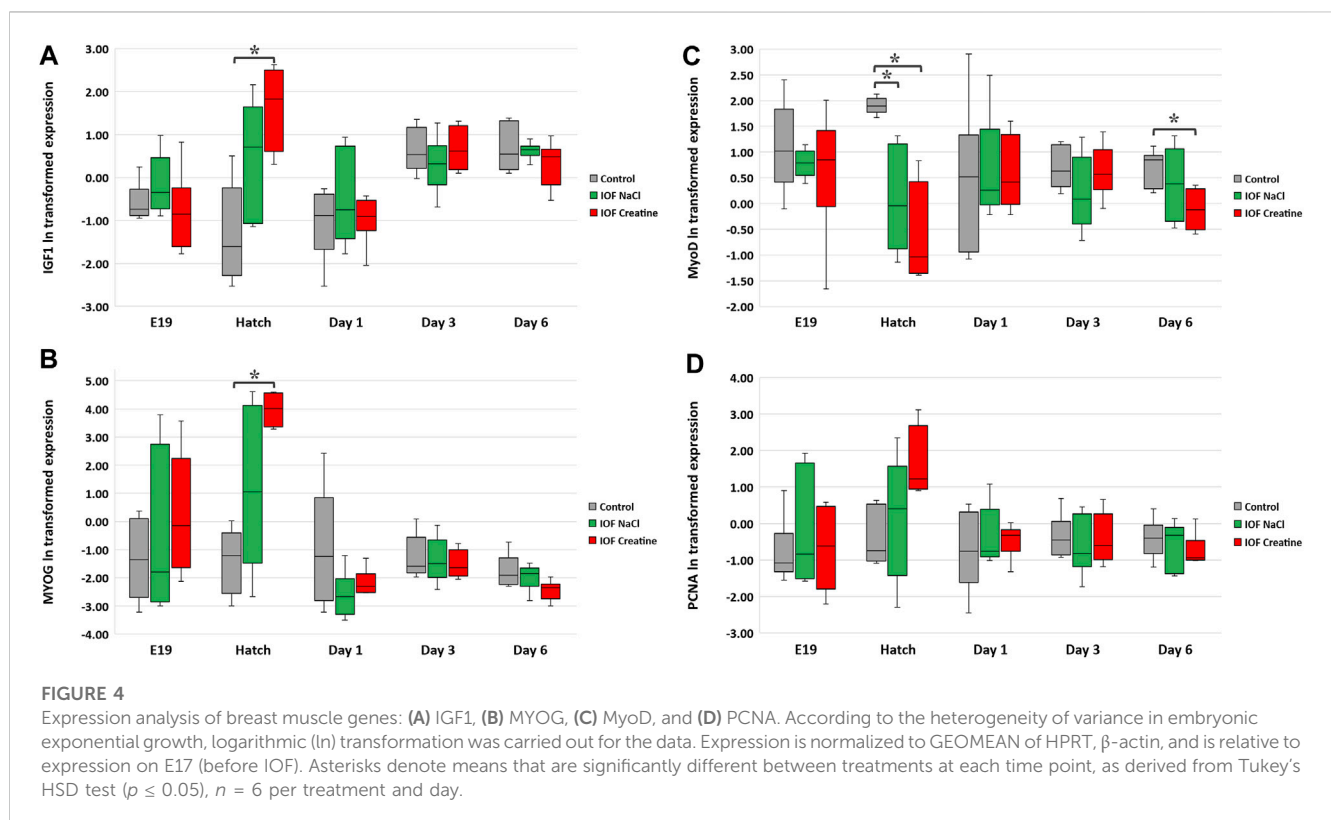 A
IGF1 ln transformed expression
3.00
2.00
1.00
0.00
-1.00
-2.00
-3.00
*
E19 Hatch Day 1 Day 3 Day 6
Control
IOF NaCl
IOF Creatine
B
MYOG ln transformed expression
5.00
4.00
3.00
2.00
1.00
0.00
-1.00
-2.00
-3.00
-4.00
*
E19 Hatch Day 1 Day 3 Day 6
Control
IOF NaCl
IOF Creatine
C
MyoD ln transformed expression
3.00
2.50
2.00
1.50
1.00
0.50
0.00
-0.50
-1.00
-1.50
-2.00
*
*
*
E19 Hatch Day 1 Day 3 Day 6
Control
IOF NaCl
IOF Creatine
D
PCNA ln transformed expression
4.00
3.00
2.00
1.00
0.00
-1.00
-2.00
-3.00
E19 Hatch Day 1 Day 3 Day 6
Control
IOF NaCl
IOF Creatine
FIGURE 4
Expression analysis of breast muscle genes: (A) IGF1, (B) MYOG, (C) MyoD, and (D) PCNA. According to the heterogeneity of variance in embryonic
exponential growth, logarithmic (ln) transformation was carried out for the data. Expression is normalized to GEOMEAN of HPRT, β-actin, and is relative to
expression on E17 (before IOF). Asterisks denote means that are significantly different between treatments at each time point, as derived from Tukey's
HSD test (p ≤ 0.05), n = 6 per treatment and day.